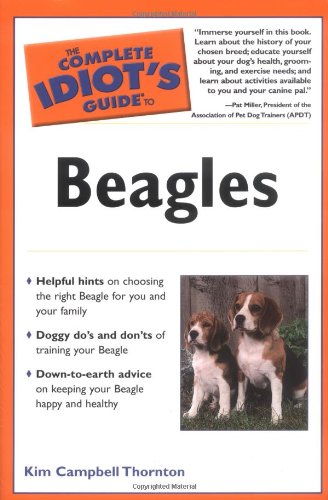 THE
COMPLETE
IDIOT'S
GUIDE® TO
"Immerse yourself in this book.
Learn about the history of your
chosen breed; educate yourself
about your dog's health, groom-
ing, and exercise needs; and
learn about activities available
to you and your canine pal."
—Pat Miller, President of the
Association of Pet Dog Trainers (APDT)
Beagles
♦ Helpful hints on choosing
the right Beagle for you and
your family
♦ Doggy do's and don'ts of
training your Beagle
♦ Down-to-earth advice
on keeping your Beagle
happy and healthy
Kim Campbell Thornton